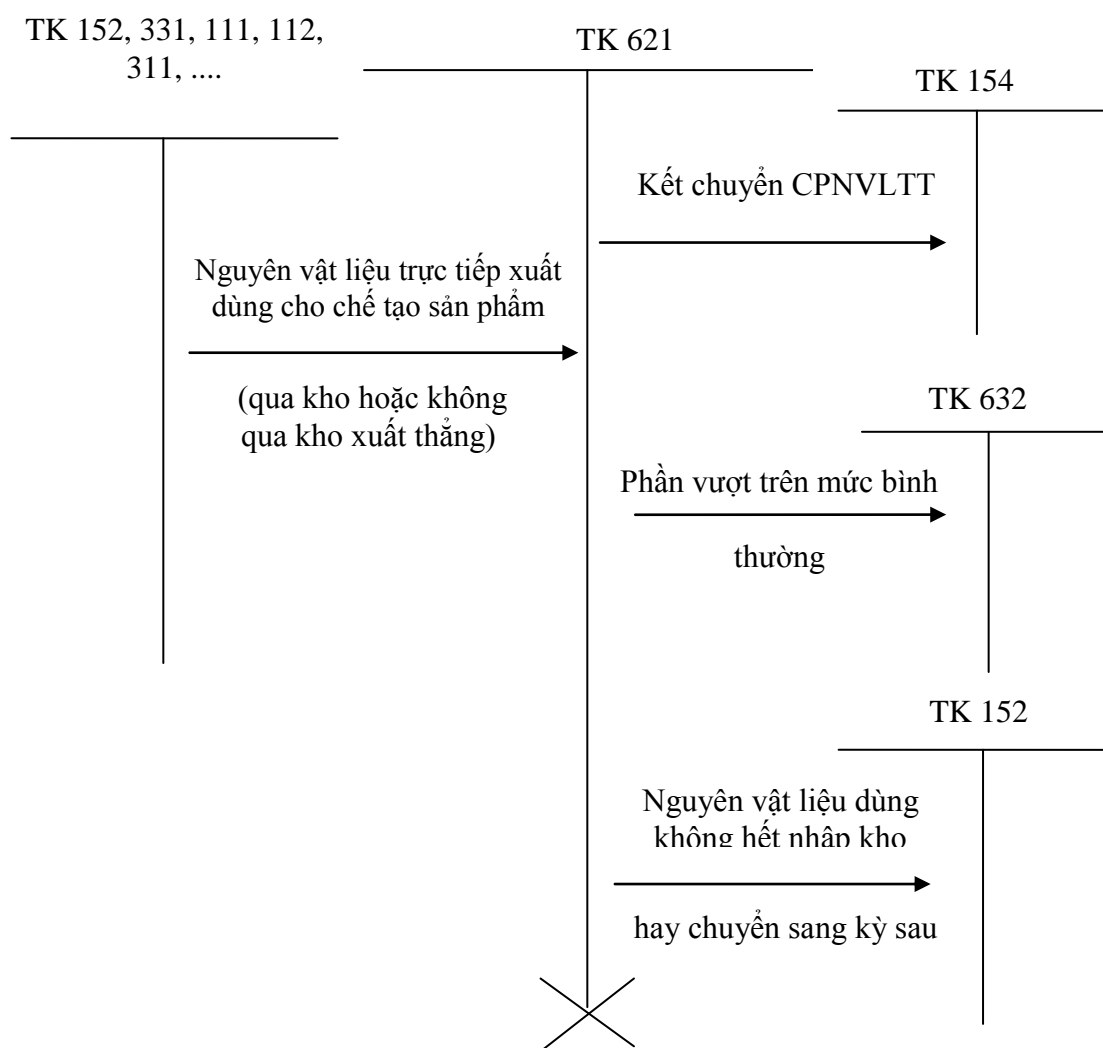 TK 152, 331, 111, 112,
311, ....
TK 621
TK 154
Kết chuyển CPNVLTT
Nguyên vật liệu trực tiếp xuất
dùng cho chế tạo sản phẩm
(qua kho hoặc không
qua kho xuất thẳng)
TK 632
Phần vượt trên mức bình
thường
TK 152
Nguyên vật liệu dùng
không hết nhập kho
hay chuyển sang kỳ sau